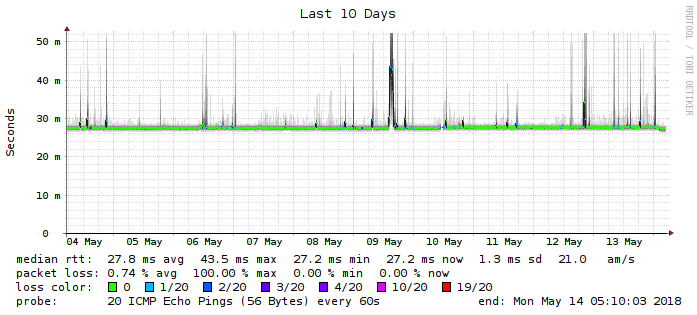 Last 10 Days
RRDTOOL / TOBI OETIKER
Seconds
50 m
40 m
30 m
20 m
10 m
0
04 May 05 May 06 May 07 May 08 May 09 May 10 May 11 May 12 May 13 May
median rtt: 27.8 ms avg 43.5 ms max 27.2 ms min 27.2 ms now 1.3 ms sd 21.0 am/s
packet loss: 0.74 % avg 100.00 % max 0.00 % min 0.00 % now
loss color: 0 1/20 2/20 3/20 4/20 10/20 19/20
probe: 20 ICMP Echo Pings (56 Bytes) every 60s end: Mon May 14 05:10:03 2018